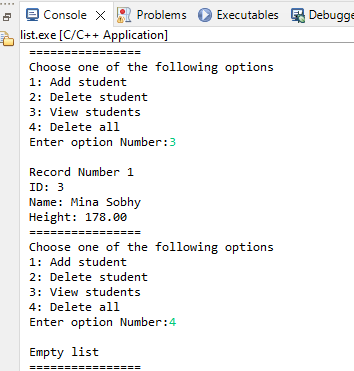 Console Problems Executables Debugge
list.exe [C/C++ Application]
================
Choose one of the following options
1: Add student
2: Delete student
3: View students
4: Delete all
Enter option Number:3
Record Number 1
ID: 3
Name: Mina Sobhy
Height: 178.00
================
Choose one of the following options
1: Add student
2: Delete student
3: View students
4: Delete all
Enter option Number:4
Empty list
================